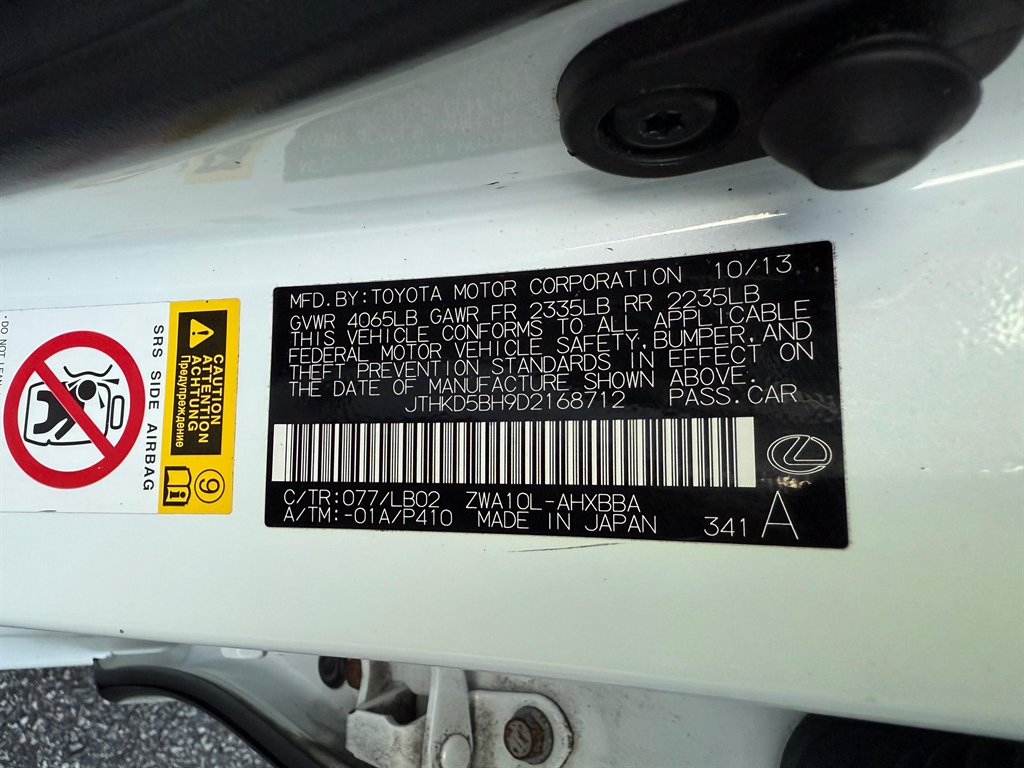 MFD.BY:TOYOTA MOTOR CORPORATION 10/13
GVWR 4065LB GAWR FR 2335LB RR 2235LB
THIS VEHICLE CONFORMS TO ALL APPLICABLE
FEDERAL MOTOR VEHICLE SAFETY,BUMPER,AND
THEFT PREVENTION STANDARDS IN EFFECT ON
THE DATE OF MANUFACTURE SHOWN ABOVE.
JTHKD5BH9D2168712 PASS.CAR
C/TR:077/LB02 ZWA10L-AHXBBA
A/TM:-01A/P410 MADE IN JAPAN 341 A
CAUTION
ATTENTION
ACHTUNG
Предупреждение
9
SRS SIDE AIRBAG
DO NOT